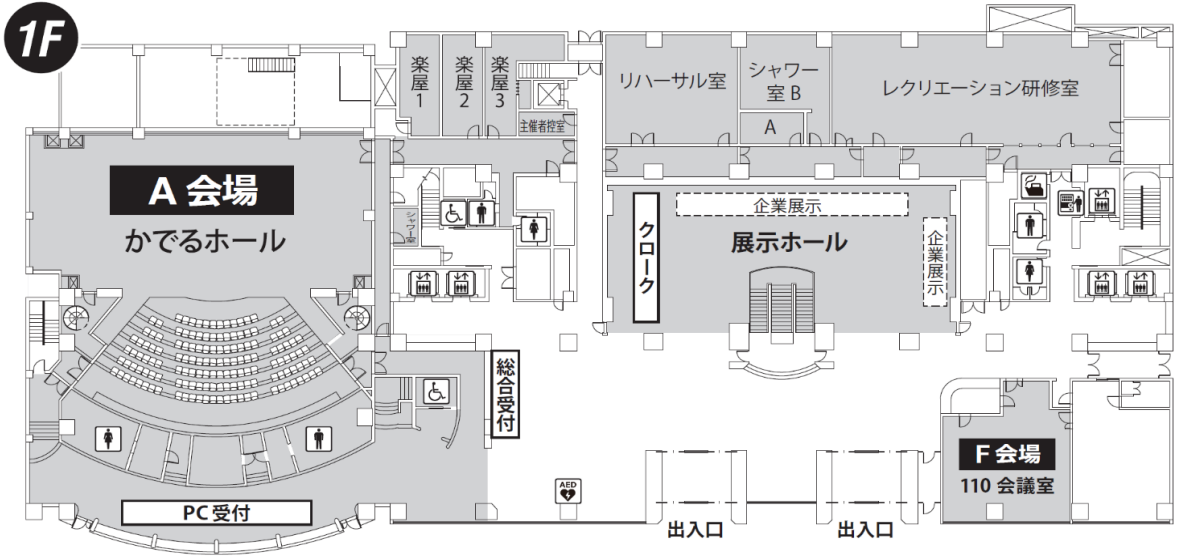 1F
楽屋1
楽屋2
楽屋3
主催者控室
リハーサル室
シャワー
室 B
A
レクリエーション研修室
A 会場
かでるホール
シャワー室
クローク
企業展示
展示ホール
企業展示
総合受付
F 会場
110 会議室
PC 受付
AED
出入口
出入口